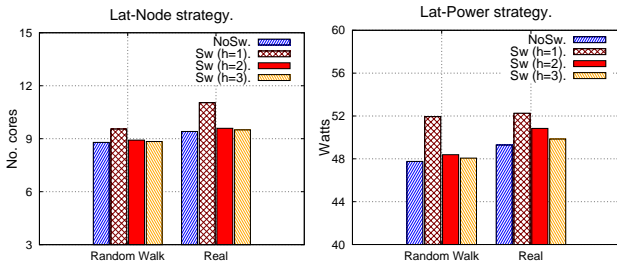 Lat-Node strategy.
15
12
9
6
3
No. cores
NoSw.
Sw (h=1).
Sw (h=2).
Sw (h=3).
Random Walk Real
Lat-Power strategy.
60
56
52
48
44
40
Watts
NoSw.
Sw (h=1).
Sw (h=2).
Sw (h=3).
Random Walk Real